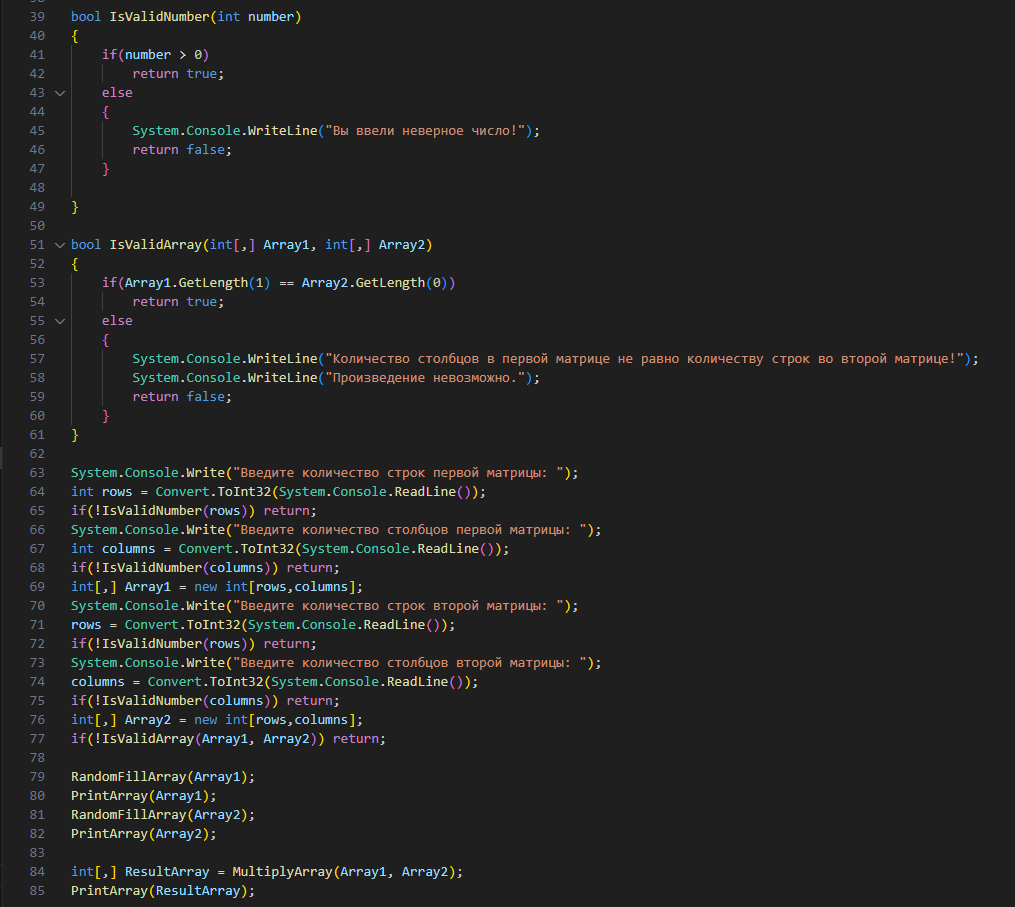 39 bool IsValidNumber(int number)
40 {
41     if(number > 0)
42         return true;
43     else
44     {
45         System.Console.WriteLine("Вы ввели неверное число!");
46         return false;
47     }
48
49 }
50
51 bool IsValidArray(int[,] Array1, int[,] Array2)
52 {
53     if(Array1.GetLength(1) == Array2.GetLength(0))
54         return true;
55     else
56     {
57         System.Console.WriteLine("Количество столбцов в первой матрице не равно количеству строк во второй матрице!");
58         System.Console.WriteLine("Произведение невозможно.");
59         return false;
60     }
61 }
62
63 System.Console.Write("Введите количество строк первой матрицы: ");
64 int rows = Convert.ToInt32(System.Console.ReadLine());
65 if(!IsValidNumber(rows)) return;
66 System.Console.Write("Введите количество столбцов первой матрицы: ");
67 int columns = Convert.ToInt32(System.Console.ReadLine());
68 if(!IsValidNumber(columns)) return;
69 int[,] Array1 = new int[rows,columns];
70 System.Console.Write("Введите количество строк второй матрицы: ");
71 rows = Convert.ToInt32(System.Console.ReadLine());
72 if(!IsValidNumber(rows)) return;
73 System.Console.Write("Введите количество столбцов второй матрицы: ");
74 columns = Convert.ToInt32(System.Console.ReadLine());
75 if(!IsValidNumber(columns)) return;
76 int[,] Array2 = new int[rows,columns];
77 if(!IsValidArray(Array1, Array2)) return;
78
79 RandomFillArray(Array1);
80 PrintArray(Array1);
81 RandomFillArray(Array2);
82 PrintArray(Array2);
83
84 int[,] ResultArray = MultiplyArray(Array1, Array2);
85 PrintArray(ResultArray);